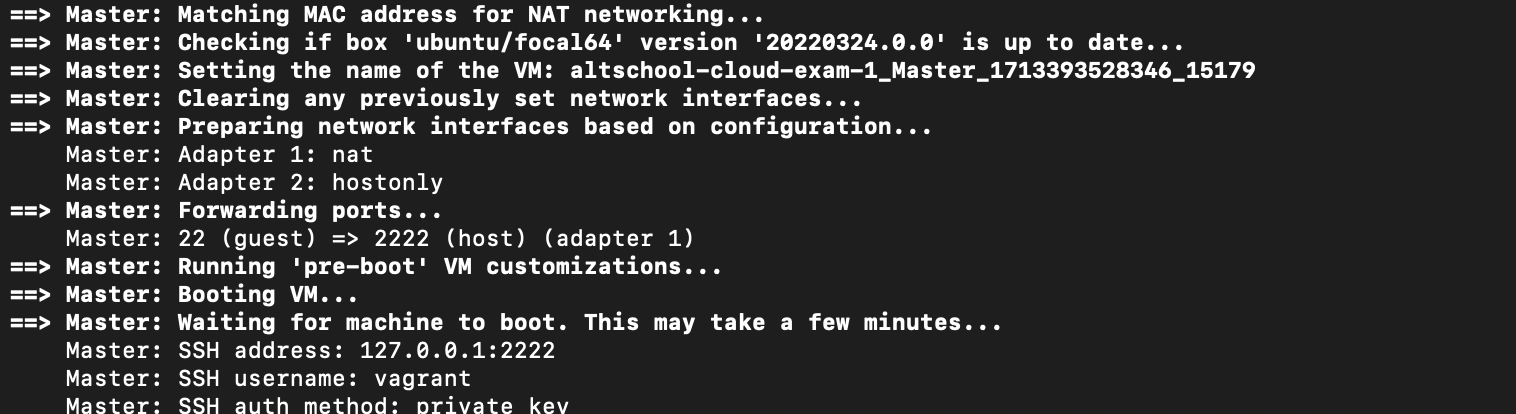 ==> Master: Matching MAC address for NAT networking...
==> Master: Checking if box 'ubuntu/focal64' version '20220324.0.0' is up to date...
==> Master: Setting the name of the VM: altschool-cloud-exam-1_Master_1713393528346_15179
==> Master: Clearing any previously set network interfaces...
==> Master: Preparing network interfaces based on configuration...
    Master: Adapter 1: nat
    Master: Adapter 2: hostonly
==> Master: Forwarding ports...
    Master: 22 (guest) => 2222 (host) (adapter 1)
==> Master: Running 'pre-boot' VM customizations...
==> Master: Booting VM...
==> Master: Waiting for machine to boot. This may take a few minutes...
    Master: SSH address: 127.0.0.1:2222
    Master: SSH username: vagrant
    Master: SSH auth method: private key